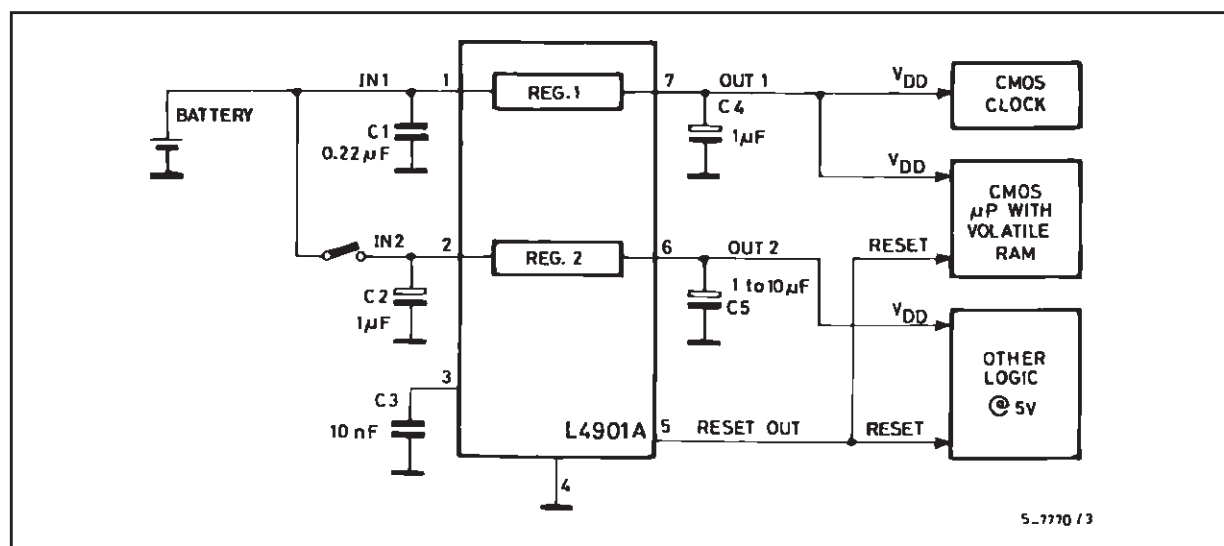 BATTERY
IN1
1
C1
0.22µF
REG.1
7
OUT 1
C4
1µF
VDD
CMOS
CLOCK
VDD
CMOS
µP WITH
VOLATILE
RAM
RESET
IN2
2
C2
1µF
REG. 2
6
OUT 2
1 to 10µF
C5
VDD
OTHER
LOGIC
@ 5V
3
C3
10 nF
L4901A
5
RESET OUT
RESET
4
S-7770/3